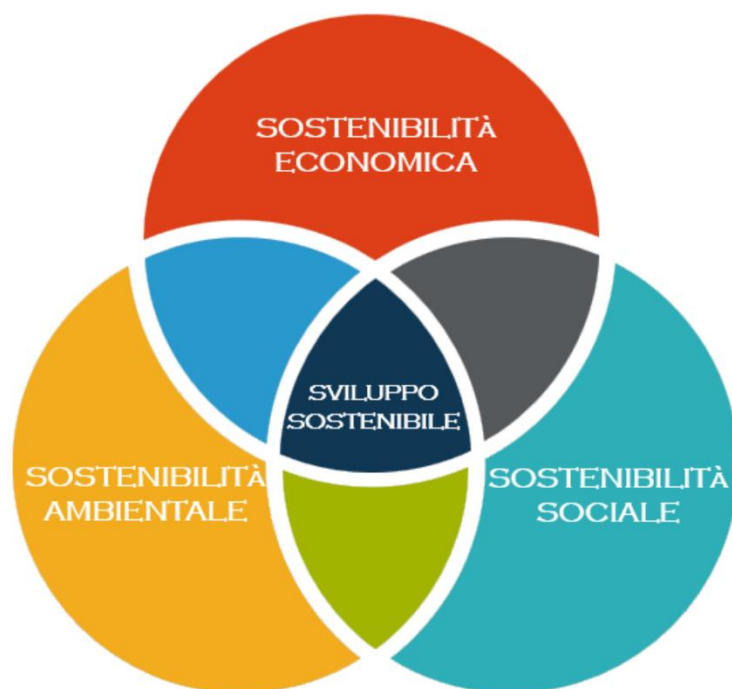 SOSTENIBILITÀ
ECONOMICA
SVILUPPO
SOSTENIBILE
SOSTENIBILITÀ
AMBIENTALE
SOSTENIBILITÀ
SOCIALE